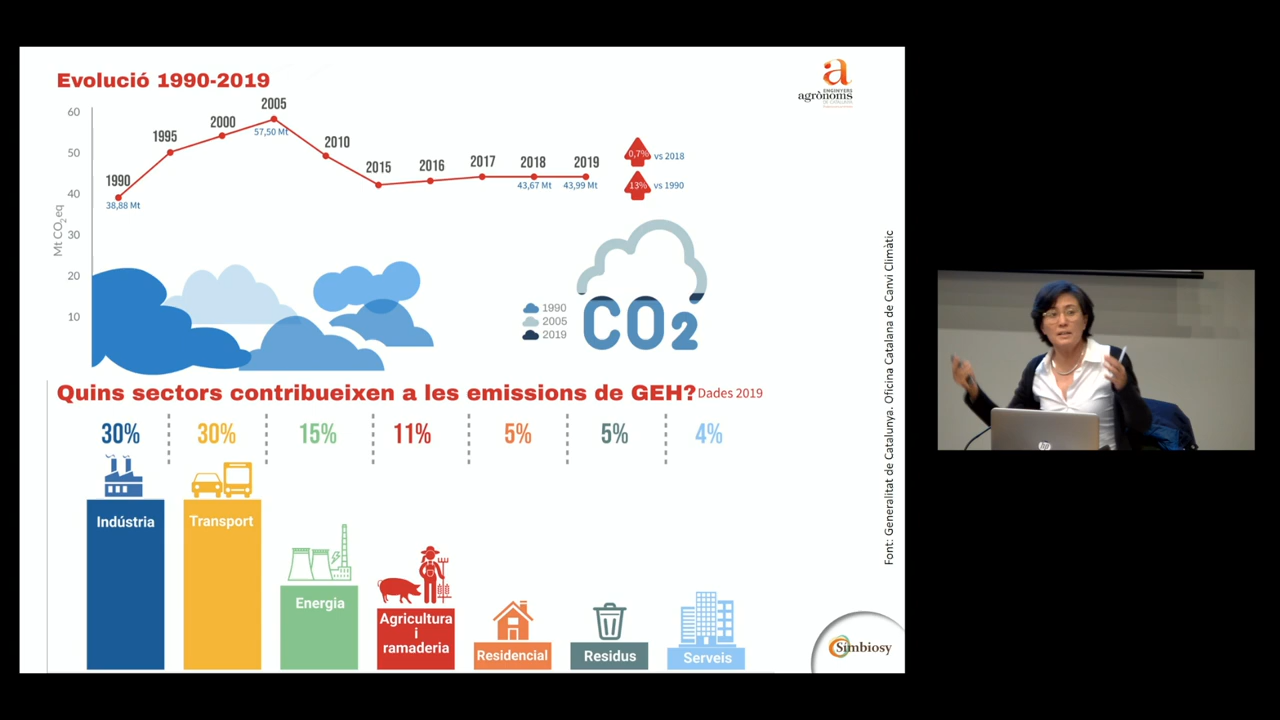 Evolució 1990-2019
a
ENGINYERS
agrònoms
DE CATALUNYA
60
50
40
30
20
10
Mt CO2eq
1990
38,88 Mt
1995
2000
2005
57,50 Mt
2010
2015
2016
2017
2018
43,67 Mt
2019
43,99 Mt
0,7% vs 2018
13% vs 1990
1990
2005
2019
CO2
Quins sectors contribueixen a les emissions de GEH? Dades 2019
30%
30%
15%
11%
5%
5%
4%
Indústria
Transport
Energia
Agricultura
i
ramaderia
Residencial
Residus
Serveis
Font: Generalitat de Catalunya. Oficina Catalana de Canvi Climàtic
Simbiosy
hp